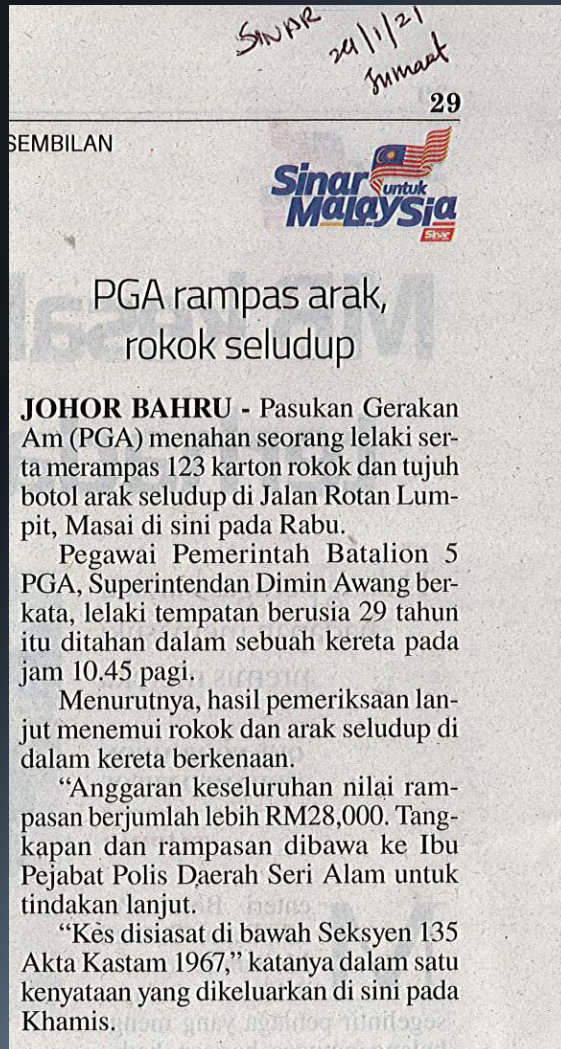 SINAR
29/1/21
Jumaat
29
SEMBILAN
Sinar untuk
Malaysia
Sinar
PGA rampas arak,
rokok seludup
JOHOR BAHRU - Pasukan Gerakan
Am (PGA) menahan seorang lelaki ser-
ta merampas 123 karton rokok dan tujuh
botol arak seludup di Jalan Rotan Lum-
pit, Masai di sini pada Rabu.
Pegawai Pemerintah Batalion 5
PGA, Superintendan Dimin Awang ber-
kata, lelaki tempatan berusia 29 tahun
itu ditahan dalam sebuah kereta pada
jam 10.45 pagi.
Menurutnya, hasil pemeriksaan lan-
jut menemui rokok dan arak seludup di
dalam kereta berkenaan.
“Anggaran keseluruhan nilai ram-
pasan berjumlah lebih RM28,000. Tang-
kapan dan rampasan dibawa ke Ibu
Pejabat Polis Daerah Seri Alam untuk
tindakan lanjut.
“Kes disiasat di bawah Seksyen 135
Akta Kastam 1967,” katanya dalam satu
kenyataan yang dikeluarkan di sini pada
Khamis.